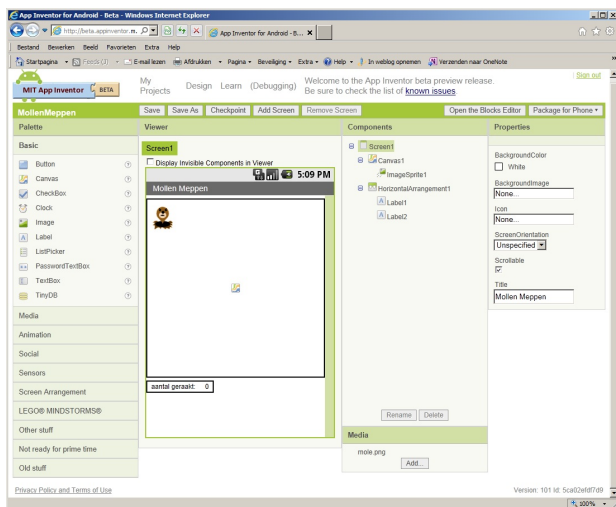 App Inventor for Android - Beta - Windows Internet Explorer
http://beta.appinventor.m.
App Inventor for Android - B...
Bestand Bewerken Beeld Favorieten Extra Help
Startpagina Feeds (J) E-mail lezen Afdrukken Pagina Beveiliging Extra Help In weblog opnemen Verzenden naar OneNote
Sign out
MIT App Inventor BETA
My Projects Design Learn (Debugging)
Welcome to the App Inventor beta preview release.
Be sure to check the list of known issues.
MollenMeppen
Save Save As Checkpoint Add Screen Remove Screen Open the Blocks Editor Package for Phone
Palette
Basic
Button
Canvas
CheckBox
Clock
Image
Label
ListPicker
PasswordTextBox
TextBox
TinyDB
Media
Animation
Social
Sensors
Screen Arrangement
LEGO® MINDSTORMS®
Other stuff
Not ready for prime time
Old stuff
Viewer
Screen1
Display Invisible Components in Viewer
5:09 PM
Mollen Meppen
aantal geraakt: 0
Components
Screen1
Canvas1
ImageSprite1
HorizontalArrangement1
Label1
Label2
Rename Delete
Media
mole.png
Add...
Properties
BackgroundColor
White
BackgroundImage
None...
Icon
None...
ScreenOrientation
Unspecified
Scrollable
Title
Mollen Meppen
Privacy Policy and Terms of Use
Version: 101 Id: 5ca02efdf7d9
100%